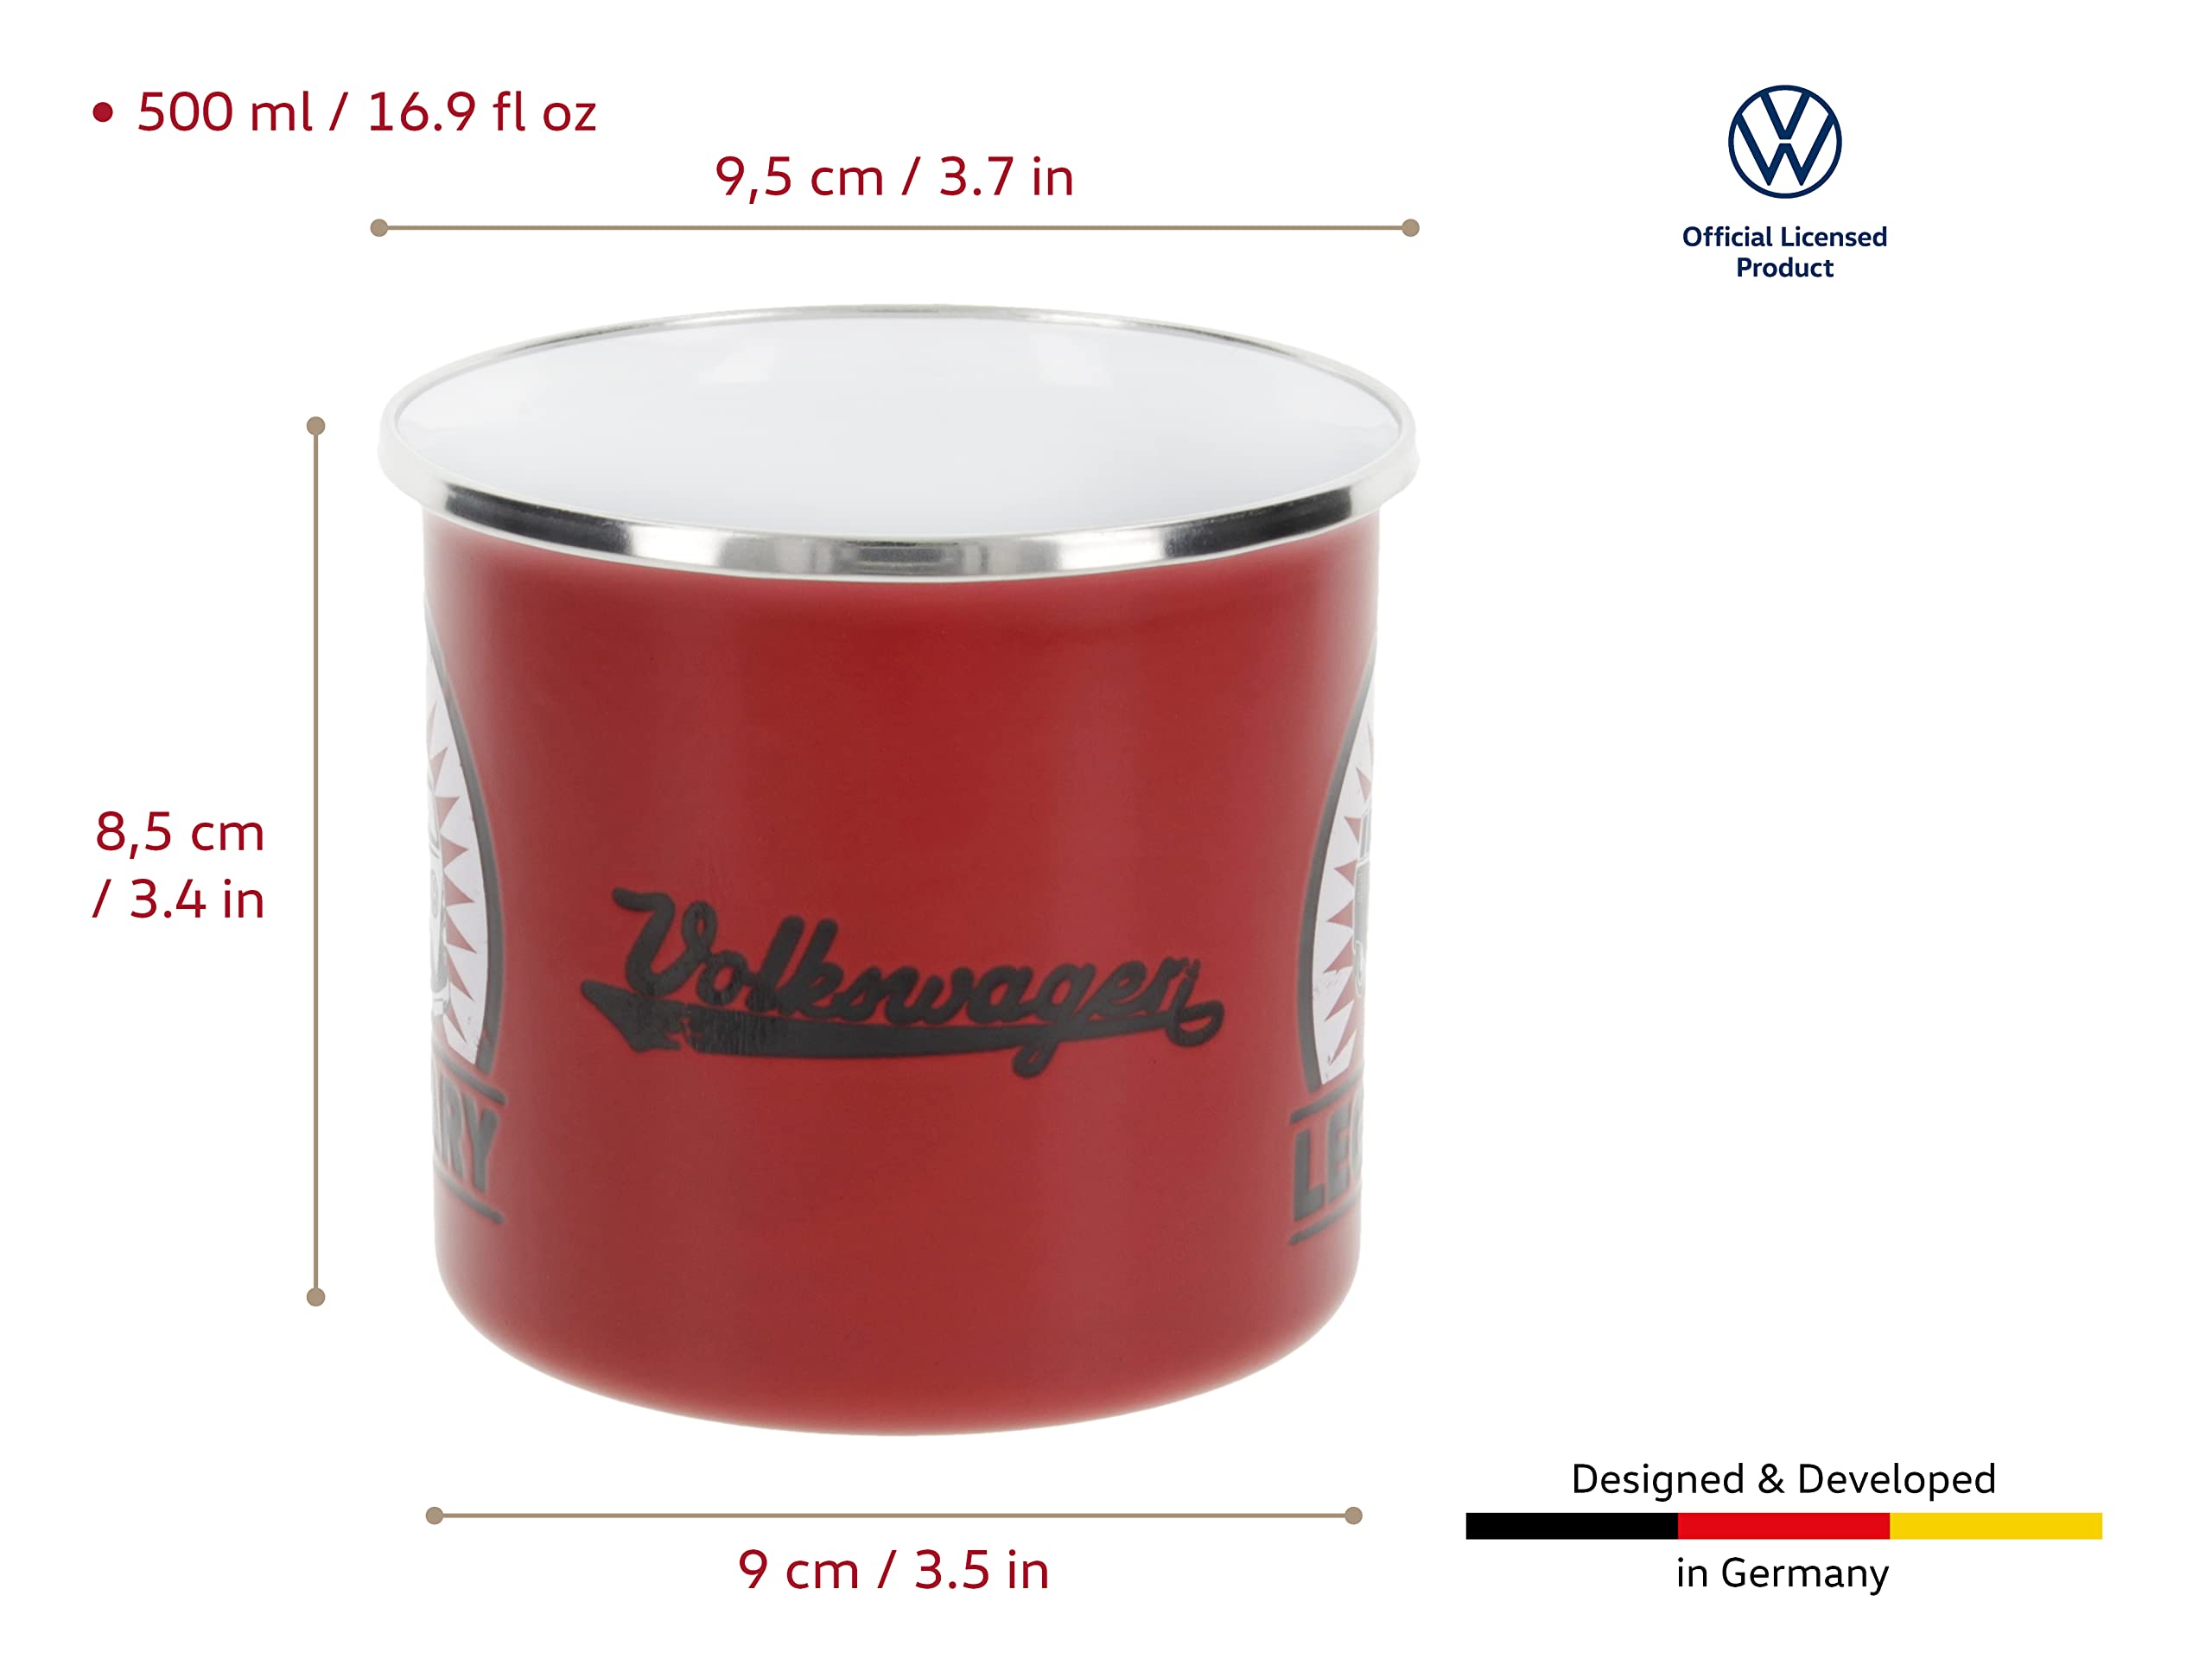 • 500 ml / 16.9 fl oz
9,5 cm / 3.7 in
Official Licensed
Product
8,5 cm
/ 3.4 in
Volkswagen
9 cm / 3.5 in
Designed & Developed
in Germany